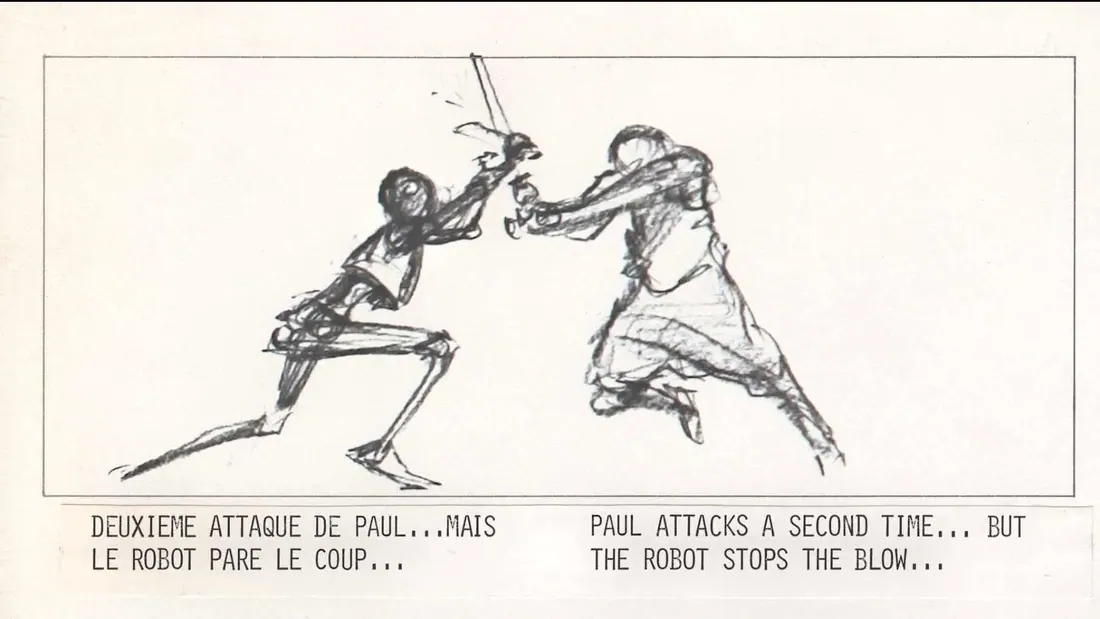 DEUXIEME ATTAQUE DE PAUL...MAIS
LE ROBOT PARE LE COUP...
PAUL ATTACKS A SECOND TIME... BUT
THE ROBOT STOPS THE BLOW...